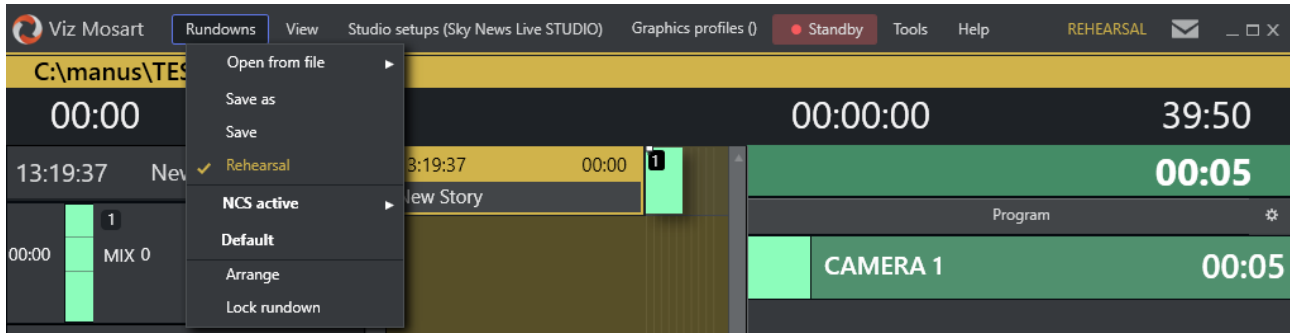 Viz Mosart Rundowns View Studio setups (Sky News Live STUDIO) Graphics profiles () Standby Tools Help REHEARSAL
C:\manus\TES
Open from file
Save as
Save
Rehearsal
NCS active
Default
Arrange
Lock rundown
00:00 00:00:00 39:50
13:19:37 Nev 3:19:37 00:00 1 00:05
New Story
Program
1
00:00 MIX 0 CAMERA 1 00:05